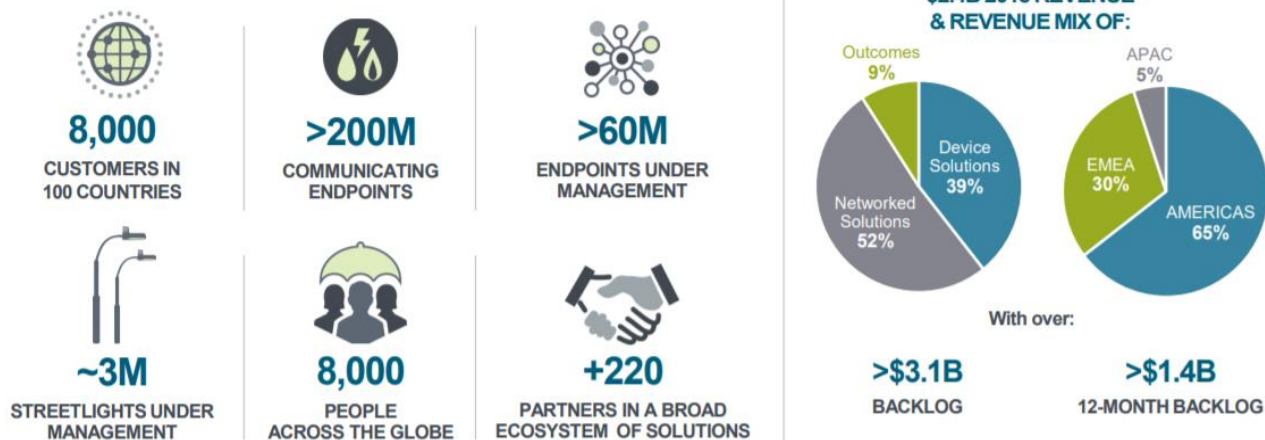 8,000
CUSTOMERS IN
100 COUNTRIES
>200M
COMMUNICATING
ENDPOINTS
>60M
ENDPOINTS UNDER
MANAGEMENT
~3M
STREETLIGHTS UNDER
MANAGEMENT
8,000
PEOPLE
ACROSS THE GLOBE
+220
PARTNERS IN A BROAD
ECOSYSTEM OF SOLUTIONS
REVENUE
& REVENUE MIX OF:
Outcomes
9%
Device
Solutions
39%
Networked
Solutions
52%
APAC
5%
EMEA
30%
AMERICAS
65%
With over:
>$3.1B
BACKLOG
>$1.4B
12-MONTH BACKLOG